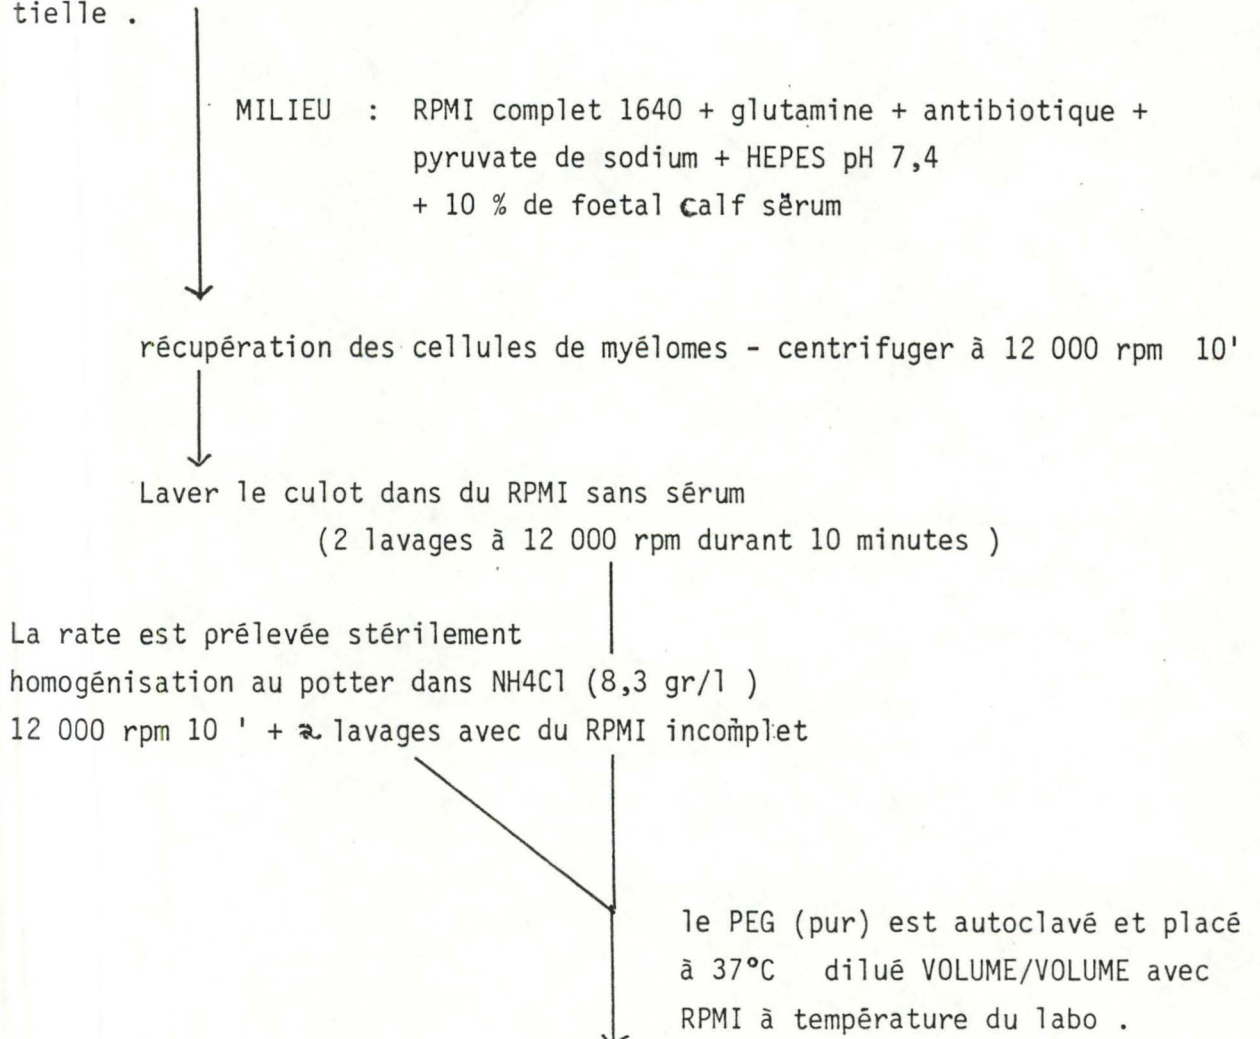 tielle .
MILIEU : RPMI complet 1640 + glutamine + antibiotique +
pyruvate de sodium + HEPES pH 7,4
+ 10 % de foetal calf sërum
récupération des cellules de myélomes - centrifuger à 12 000 rpm 10'
Laver le culot dans du RPMI sans sérum
(2 lavages à 12 000 rpm durant 10 minutes )
La rate est prélevée stérilement
homogénisation au potter dans NH4Cl (8,3 gr/l )
12 000 rpm 10 ' + 2 lavages avec du RPMI incomplet
le PEG (pur) est autoclavé et placé
à 37°C dilué VOLUME/VOLUME avec
RPMI à température du labo .